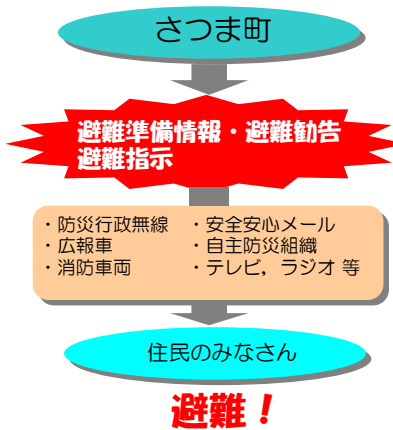 さつま町
避難準備情報・避難勧告
避難指示
・防災行政無線 ・安全安心メール
・広報車 ・自主防災組織
・消防車両 ・テレビ，ラジオ 等
住民のみなさん
避難！